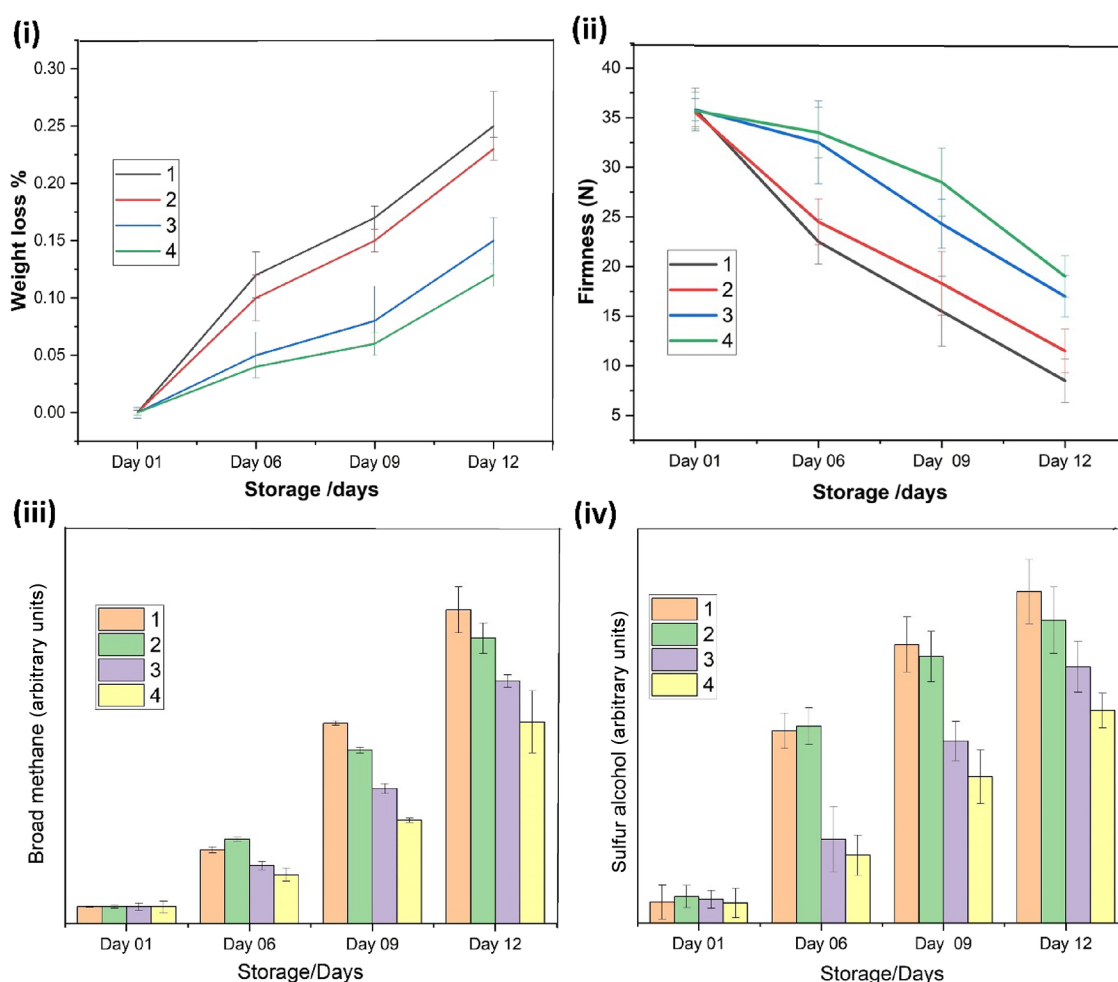 (i)
0.30
0.25
0.20
0.15
0.10
0.05
0.00
Weight loss %
1
2
3
4
Day 01
Day 06
Day 09
Day 12
Storage /days
(ii)
40
35
30
25
20
15
10
5
Firmness (N)
1
2
3
4
Day 01
Day 06
Day 09
Day 12
Storage /days
(iii)
Broad methane (arbitrary units)
1
2
3
4
Day 01
Day 06
Day 09
Day 12
Storage/Days
(iv)
Sulfur alcohol (arbitrary units)
1
2
3
4
Day 01
Day 06
Day 09
Day 12
Storage/Days